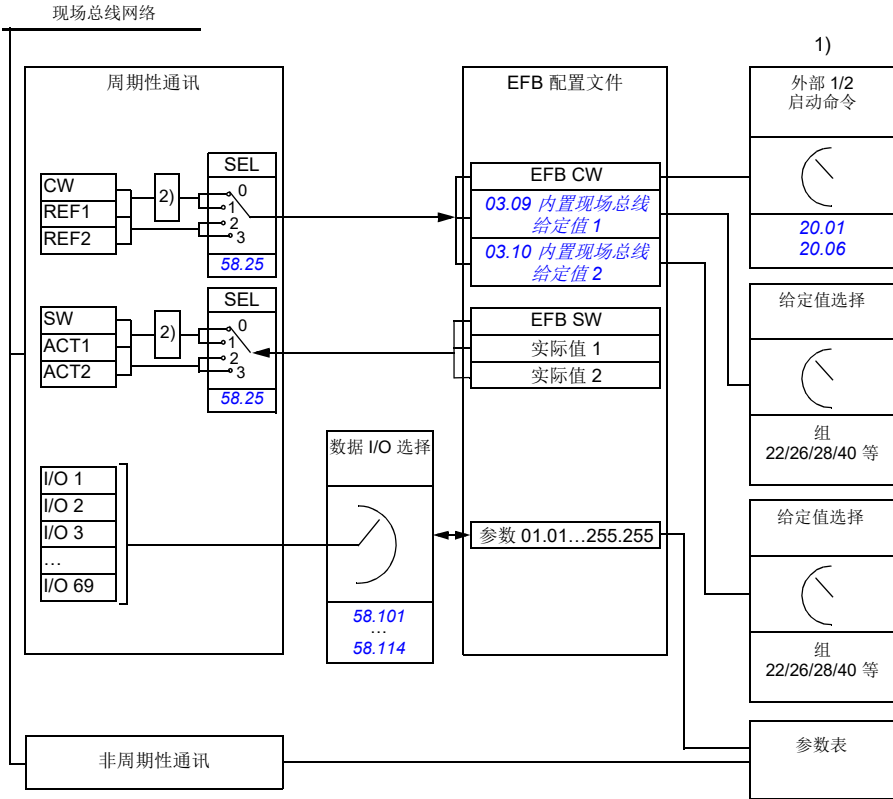 现场总线网络
1)
周期性通讯
CW
REF1
REF2
2)
SEL
0
1
2
3
58.25
SW
ACT1
ACT2
2)
SEL
0
1
2
3
58.25
I/O 1
I/O 2
I/O 3
…
I/O 69
数据 I/O 选择
58.101
…
58.114
EFB 配置文件
EFB CW
03.09 内置现场总线
给定值 1
03.10 内置现场总线
给定值 2
EFB SW
实际值 1
实际值 2
参数 01.01…255.255
外部 1/2
启动命令
20.01
20.06
给定值选择
组
22/26/28/40 等
给定值选择
组
22/26/28/40 等
参数表
非周期性通讯